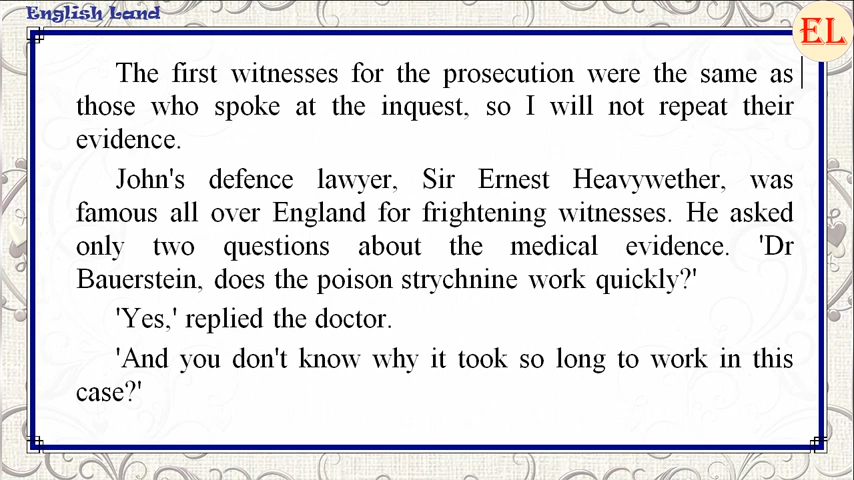 English Land
EL
The first witnesses for the prosecution were the same as
those who spoke at the inquest, so I will not repeat their
evidence.
John's defence lawyer, Sir Ernest Heavywether, was
famous all over England for frightening witnesses. He asked
only two questions about the medical evidence. 'Dr
Bauerstein, does the poison strychnine work quickly?'
'Yes,' replied the doctor.
'And you don't know why it took so long to work in this
case?'